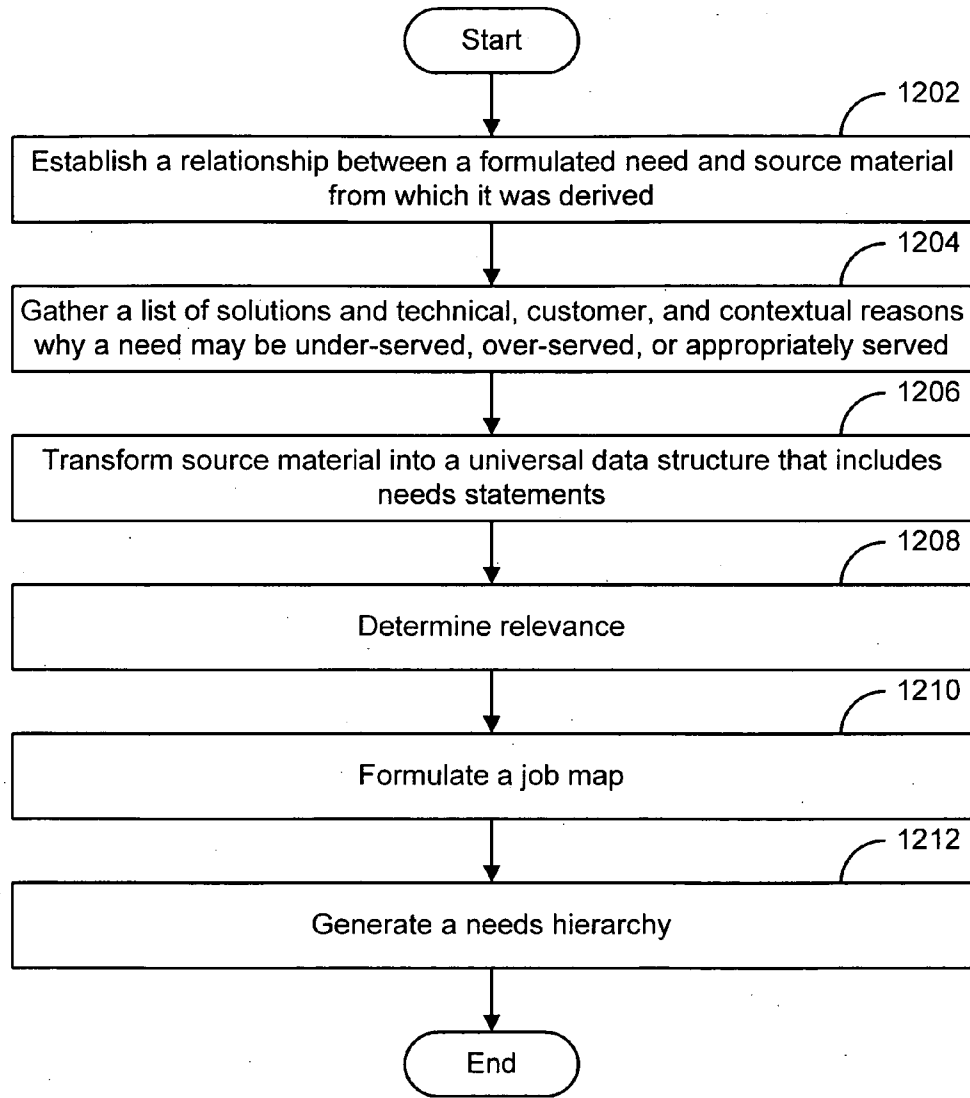 Start
1202
Establish a relationship between a formulated need and source material
from which it was derived
1204
Gather a list of solutions and technical, customer, and contextual reasons
why a need may be under-served, over-served, or appropriately served
1206
Transform source material into a universal data structure that includes
needs statements
1208
Determine relevance
1210
Formulate a job map
1212
Generate a needs hierarchy
End